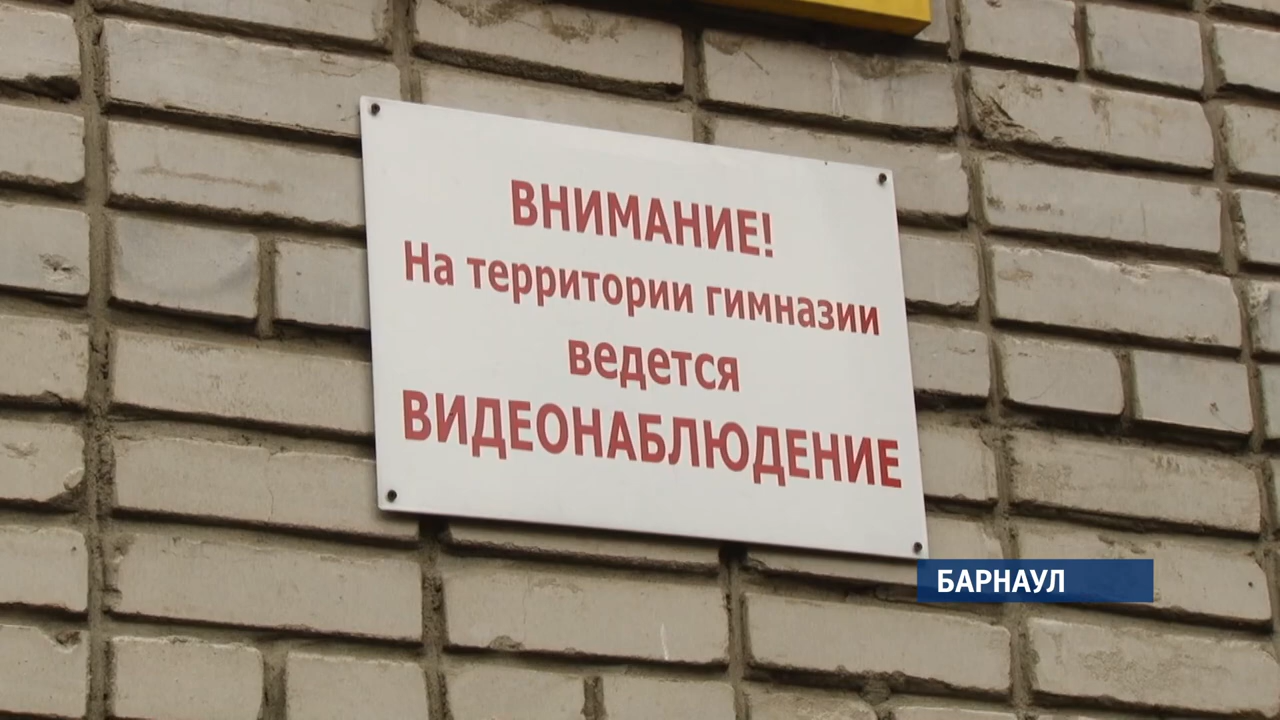 ВНИМАНИЕ!
На территории гимназии
ведется
ВИДЕОНАБЛЮДЕНИЕ
БАРНАУЛ